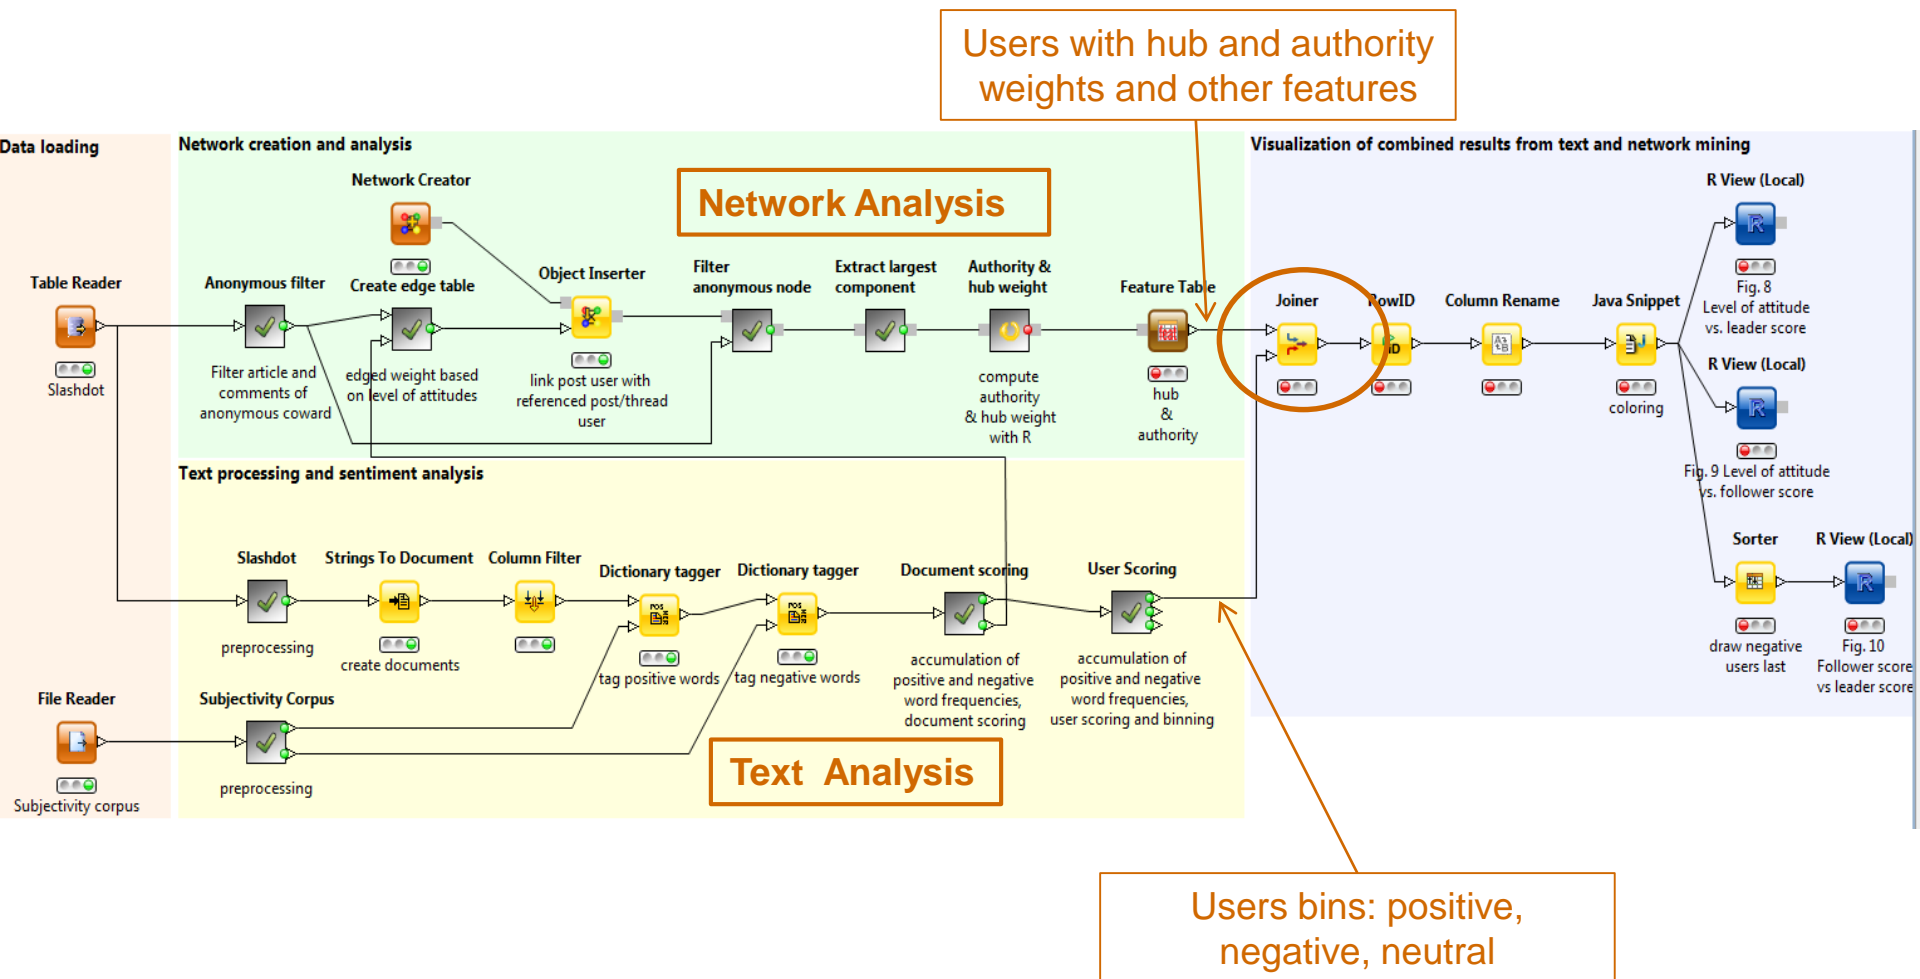 Users with hub and authority
weights and other features
Data loading
Network creation and analysis
Visualization of combined results from text and network mining
Network Creator
Network Analysis
R View (Local)
Table Reader
Anonymous filter
Create edge table
Object Inserter
Filter
anonymous node
Extract largest
component
Authority &
hub weight
Feature Table
Joiner
RowID
Column Rename
Java Snippet
Fig. 8
Level of attitude
vs. leader score
Slashdot
Filter article and
comments of
anonymous coward
edged weight based
on level of attitudes
link post user with
referenced post/thread
user
compute
authority
& hub weight
with R
hub
&
authority
coloring
R View (Local)
Fig. 9 Level of attitude
vs. follower score
Text processing and sentiment analysis
Slashdot
Strings To Document
Column Filter
Dictionary tagger
Dictionary tagger
Document scoring
User Scoring
Sorter
R View (Local)
preprocessing
create documents
tag positive words
tag negative words
accumulation of
positive and negative
word frequencies,
document scoring
accumulation of
positive and negative
word frequencies,
user scoring and binning
draw negative
users last
Fig. 10
Follower score
vs leader score
File Reader
Subjectivity Corpus
Subjectivity corpus
preprocessing
Text Analysis
Users bins: positive,
negative, neutral